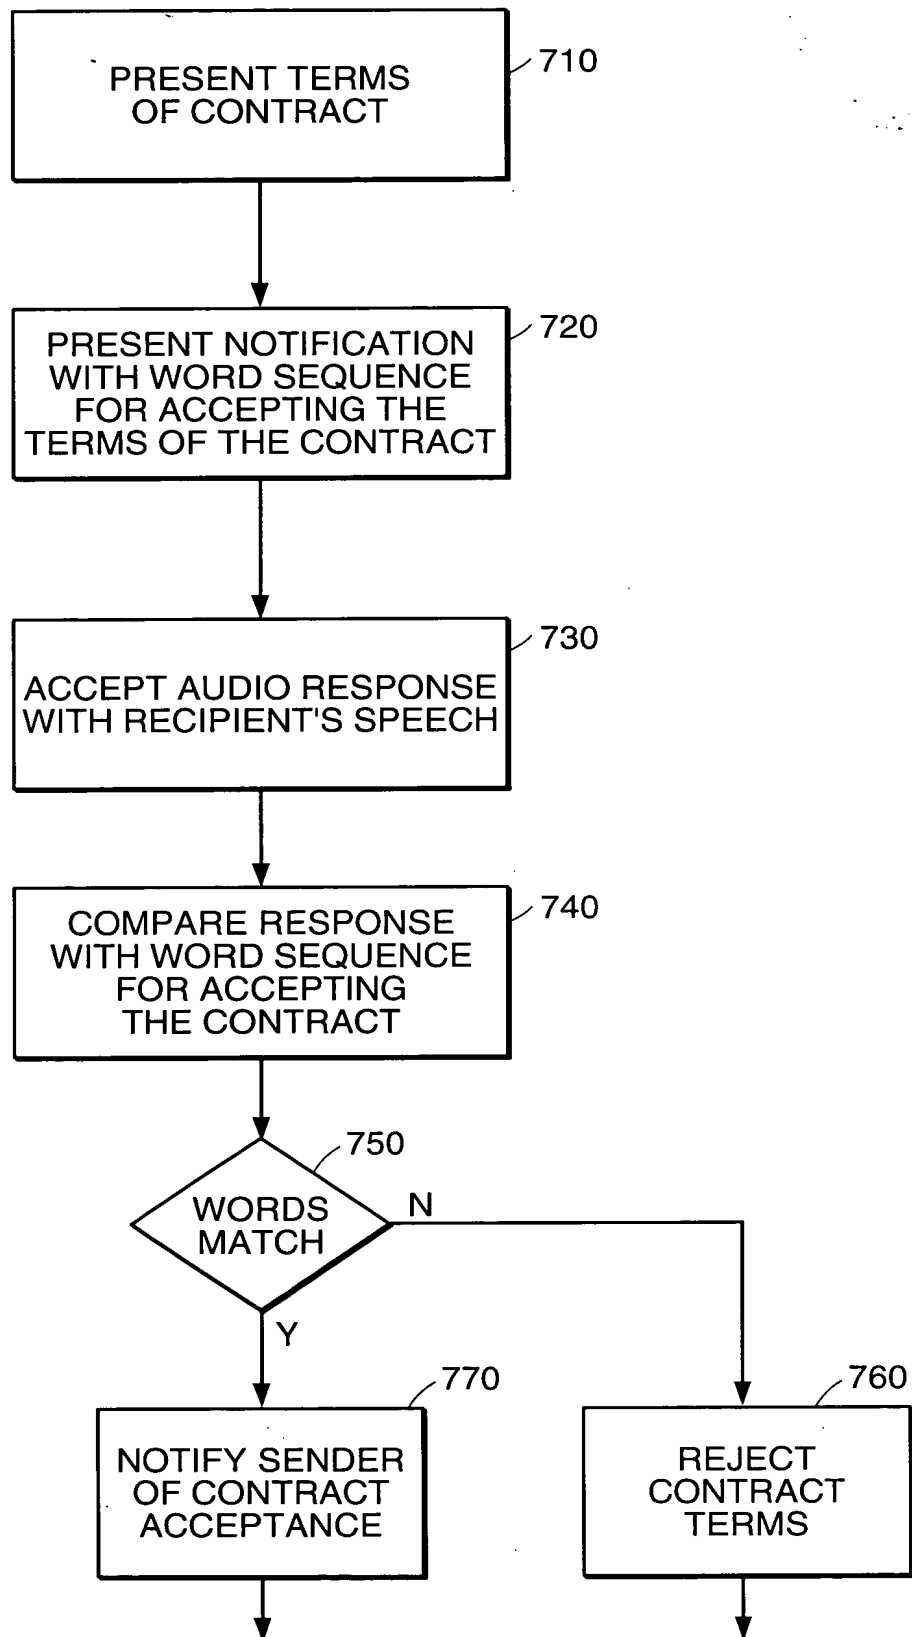 PRESENT TERMS
OF CONTRACT
710
PRESENT NOTIFICATION
WITH WORD SEQUENCE
FOR ACCEPTING THE
TERMS OF THE CONTRACT
720
ACCEPT AUDIO RESPONSE
WITH RECIPIENT'S SPEECH
730
COMPARE RESPONSE
WITH WORD SEQUENCE
FOR ACCEPTING
THE CONTRACT
740
750
WORDS
MATCH
N
Y
770
NOTIFY SENDER
OF CONTRACT
ACCEPTANCE
760
REJECT
CONTRACT
TERMS